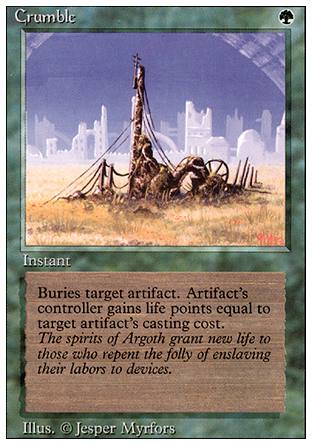 Crumble
Instant
Buries target artifact. Artifact's
controller gains life points equal to
target artifact's casting cost.
The spirits of Argoth grant new life to
those who repent the folly of enslaving
their labors to devices.
Illus. © Jesper Myrfors